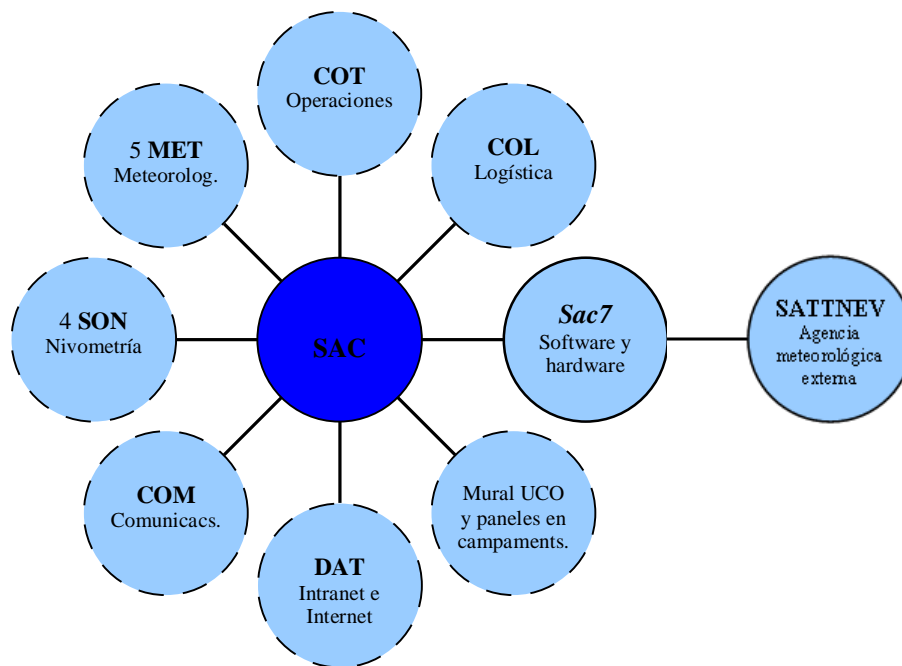 COT
Operaciones
5 MET
Meteorolog.
COL
Logística
4 SON
Nivometría
SAC
Sac7
Software y
hardware
SATTNEV
Agencia
meteorológica
externa
COM
Comunicacs.
Mural UCO
y paneles en
campaments.
DAT
Intranet e
Internet